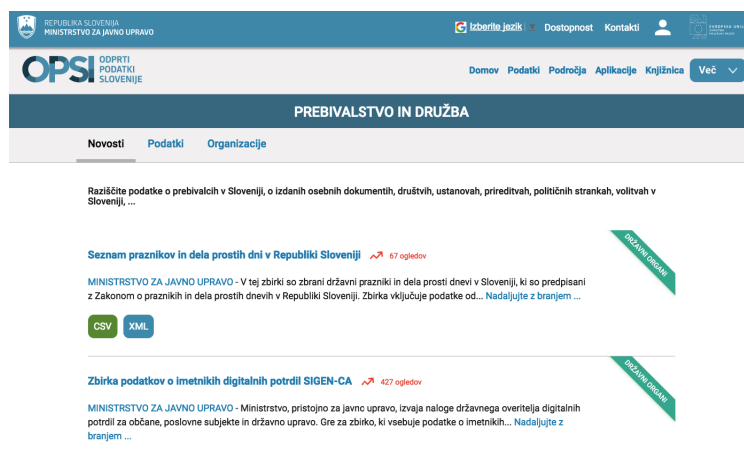 REPUBLIKA SLOVENIJA
MINISTRSTVO ZA JAVNO UPRAVO
Izberite jezik
Dostopnost Kontakti
OPSI
ODPRTI
PODATKI
SLOVENIJE
Domov Podatki Področja Aplikacije Knjižnica Več
PREBIVALSTVO IN DRUŽBA
Novosti Podatki Organizacije
Raziščite podatke o prebivalcih v Sloveniji, o izdanih osebnih dokumentih, društvih, ustanovah, prireditvah, političnih strankah, volitvah v
Sloveniji, ...
DRŽAVNI ORGANI
Seznam praznikov in dela prostih dni v Republiki Sloveniji 67 ogledov
MINISTRSTVO ZA JAVNO UPRAVO - V tej zbirki so zbrani državni prazniki in dela prosti dnevi v Sloveniji, ki so predpisani
z Zakonom o praznikih in dela prostih dnevih v Republiki Sloveniji. Zbirka vključuje podatke od... Nadaljujte z branjem ...
CSV XML
DRŽAVNI ORGANI
Zbirka podatkov o imetnikih digitalnih potrdil SIGEN-CA 427 ogledov
MINISTRSTVO ZA JAVNO UPRAVO - Ministrstvo, pristojno za javno upravo, izvaja naloge državnega overitelja digitalnih
potrdil za občane, poslovne subjekte in državno upravo. Gre za zbirko, ki vsebuje podatke o imetnikih... Nadaljujte z
branjem ...